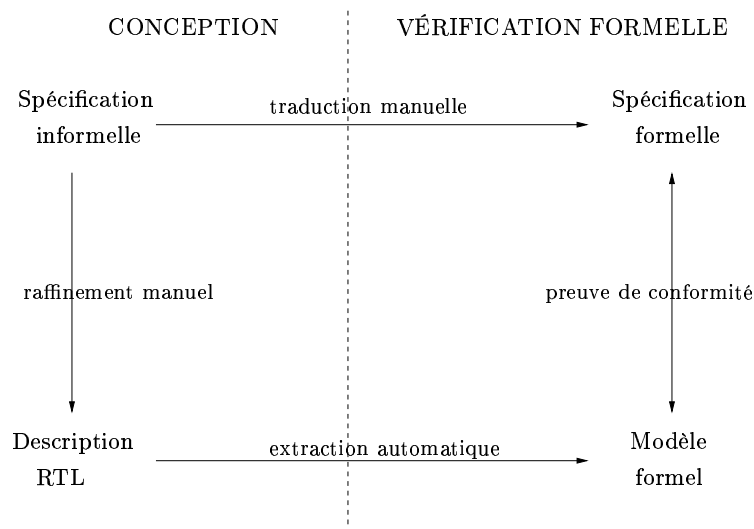 CONCEPTION
VÉRIFICATION FORMELLE
Spécification
informelle
traduction manuelle
Spécification
formelle
raffinement manuel
preuve de conformité
Description
RTL
extraction automatique
Modèle
formel